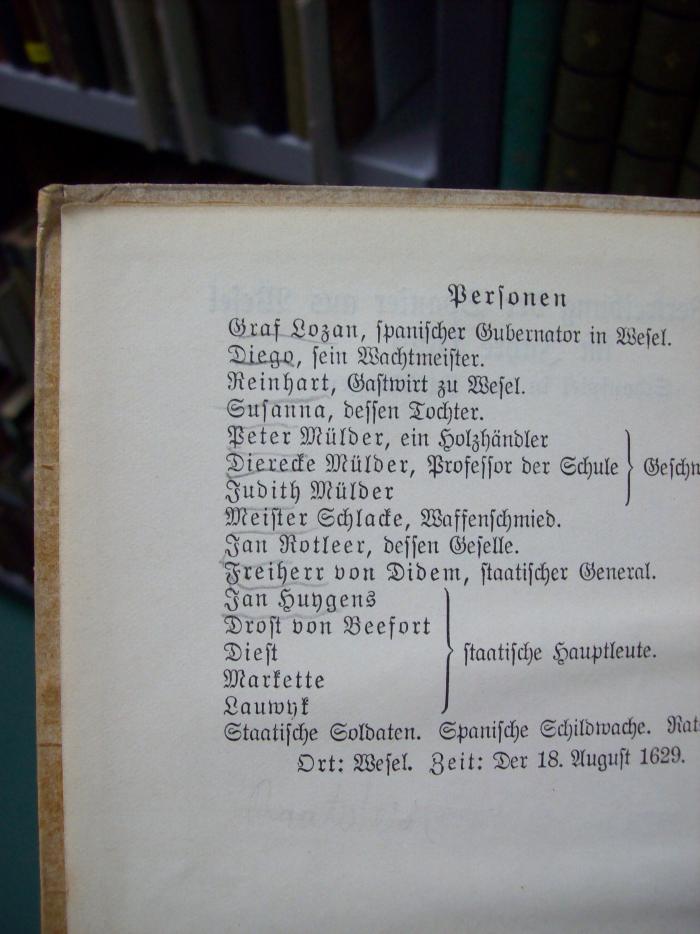 Personen
Graf Lozan, spanischer Gubernator in Wesel.
Diego, sein Wachtmeister.
Reinhart, Gastwirt zu Wesel.
Susanna, dessen Tochter.
Peter Mülder, ein Holzhändler
Dierecke Mülder, Professor der Schule } Geschw
Judith Mülder
Meister Schlacke, Waffenschmied.
Jan Rotleer, dessen Geselle.
Freiherr von Didem, staatischer General.
Jan Huygens
Drost von Beefort
Diest } staatische Hauptleute.
Markette
Lauwyk
Staatische Soldaten. Spanische Schildwache. Rat
Ort: Wesel. Zeit: Der 18. August 1629.